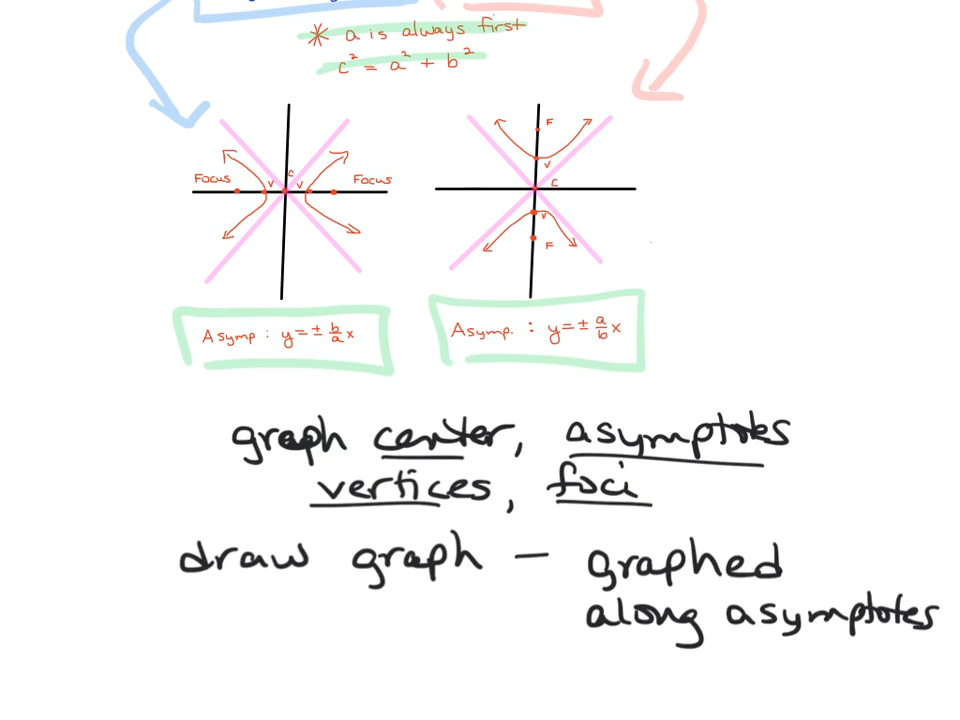 * a is always first
c² = a² + b²
F
C
V
Focus
V
V
Focus
C
V
F
Asymp : y = ± b/a x
Asymp. : y = ± a/b x
graph center, asymptotes
vertices, foci
draw graph — graphed
along asymptotes